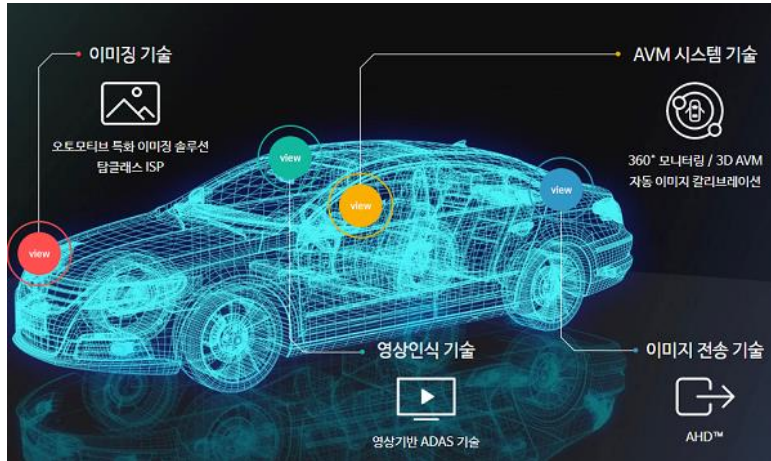 이미징 기술
오토모티브 특화 이미징 솔루션
탑클래스 ISP
AVM 시스템 기술
360° 모니터링 / 3D AVM
자동 이미지 칼리브레이션
view
view
view
view
영상인식 기술
영상기반 ADAS 기술
이미지 전송 기술
AHD™